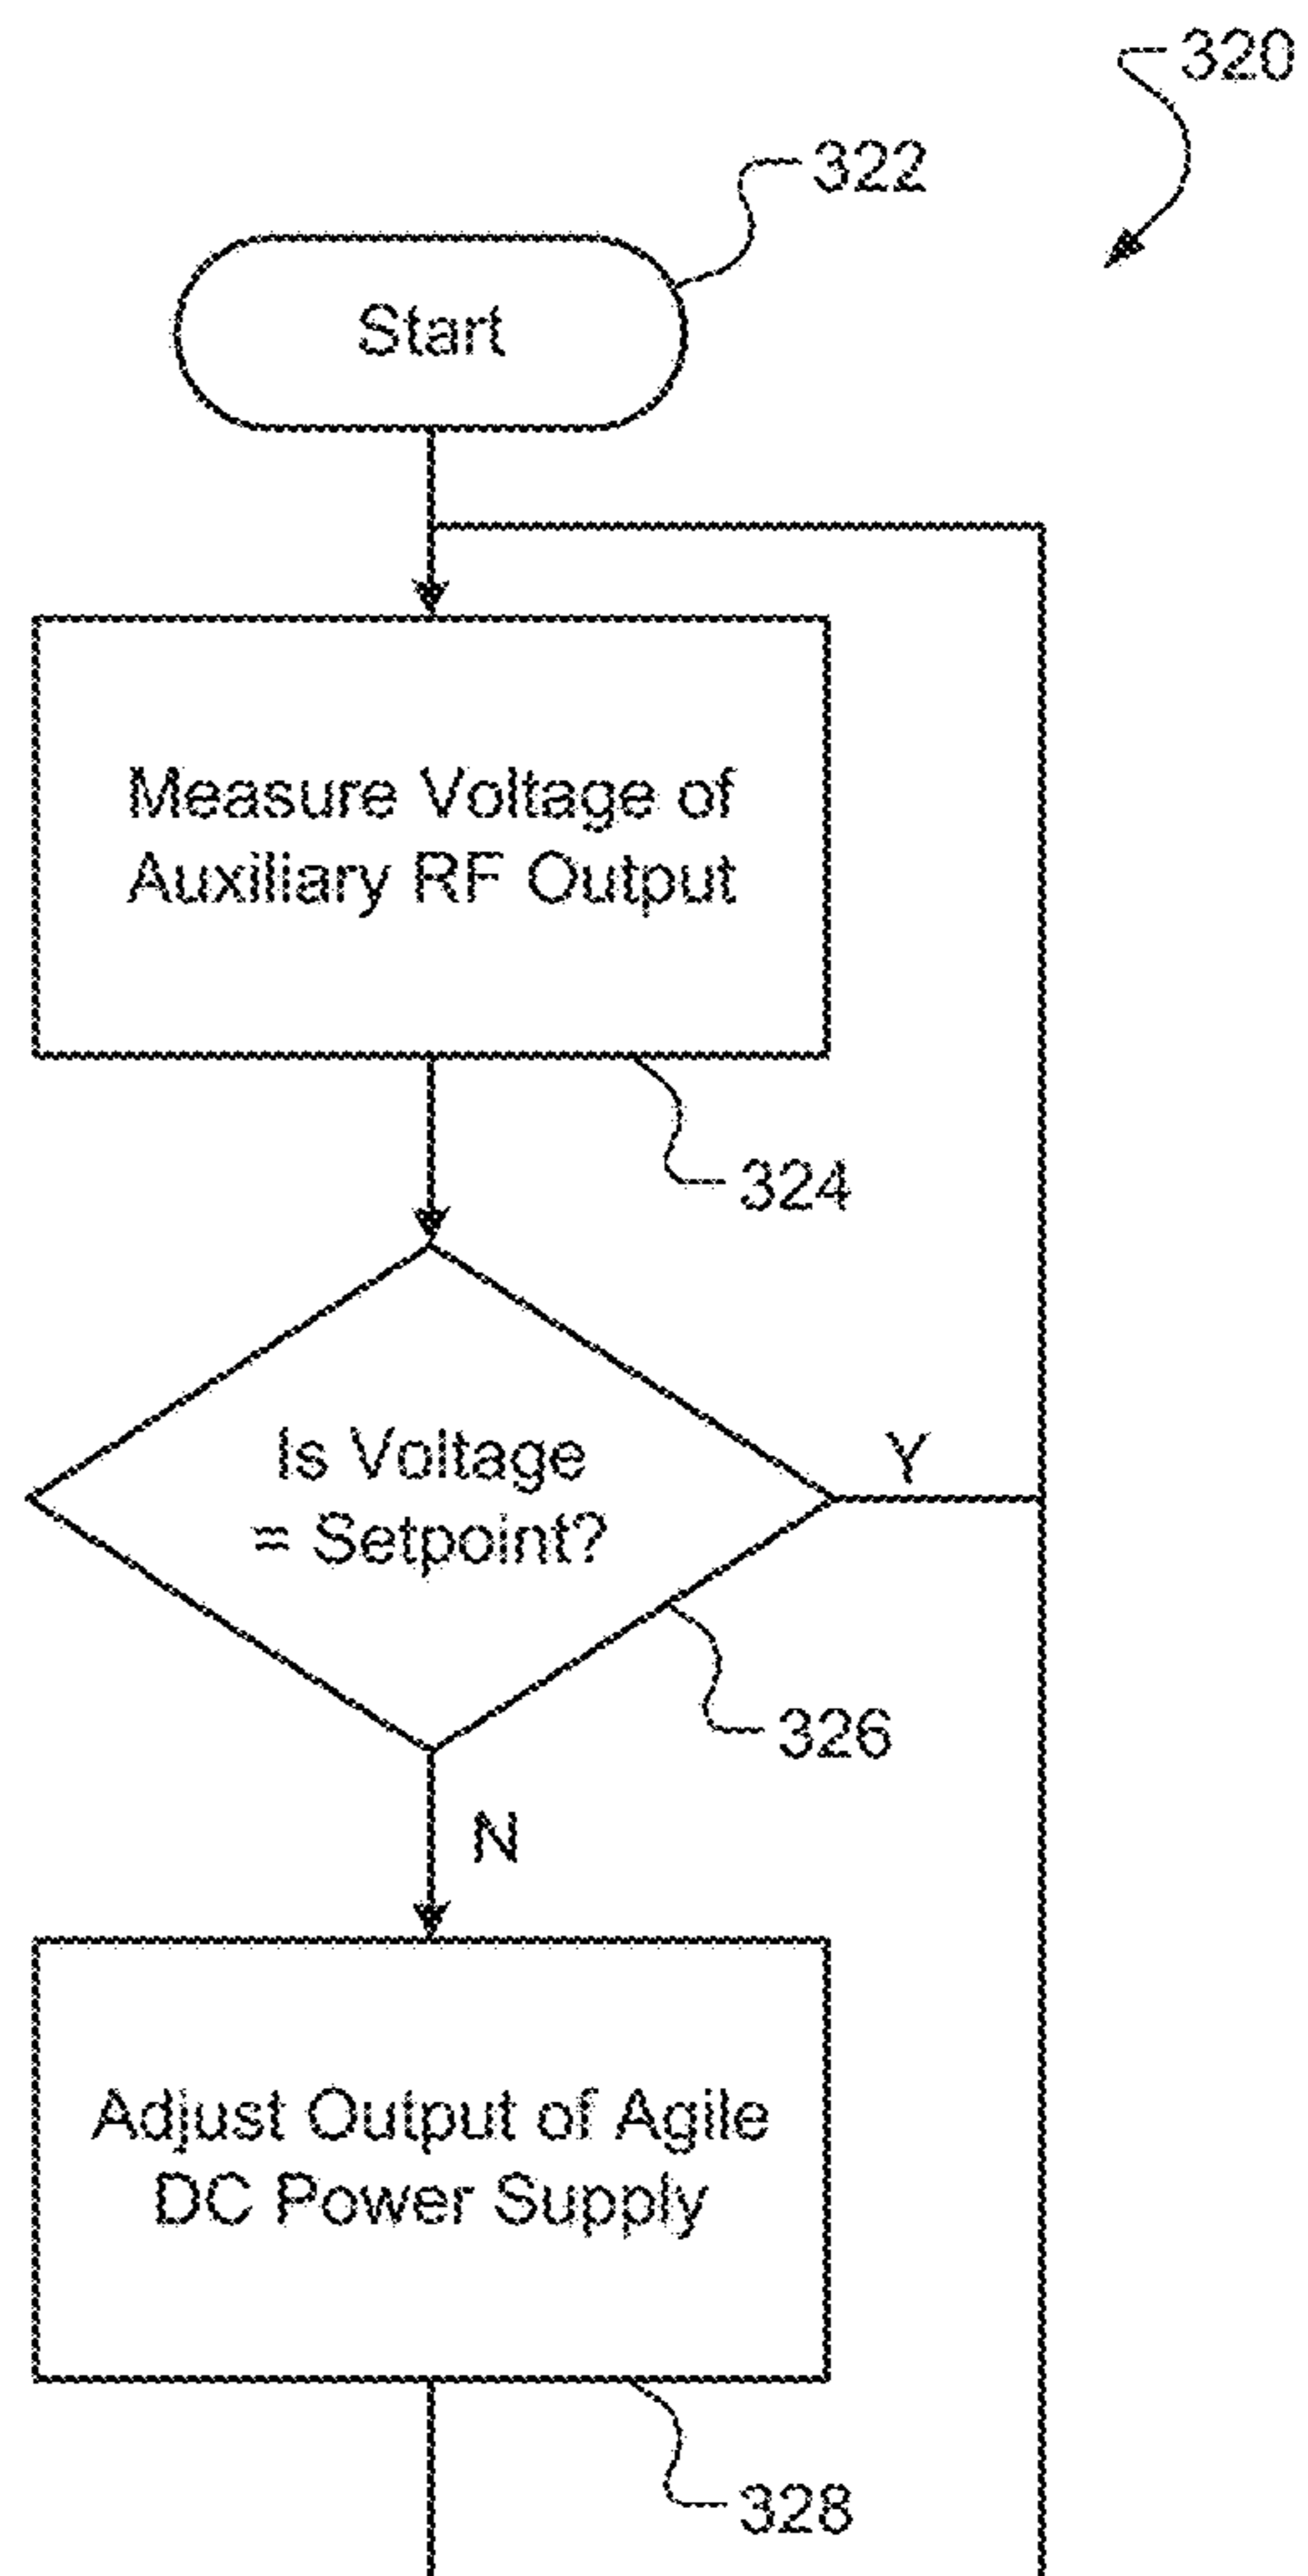 320
322
Start
Measure Voltage of
Auxiliary RF Output
324
Is Voltage
= Setpoint?
Y
326
N
Adjust Output of Agile
DC Power Supply
328